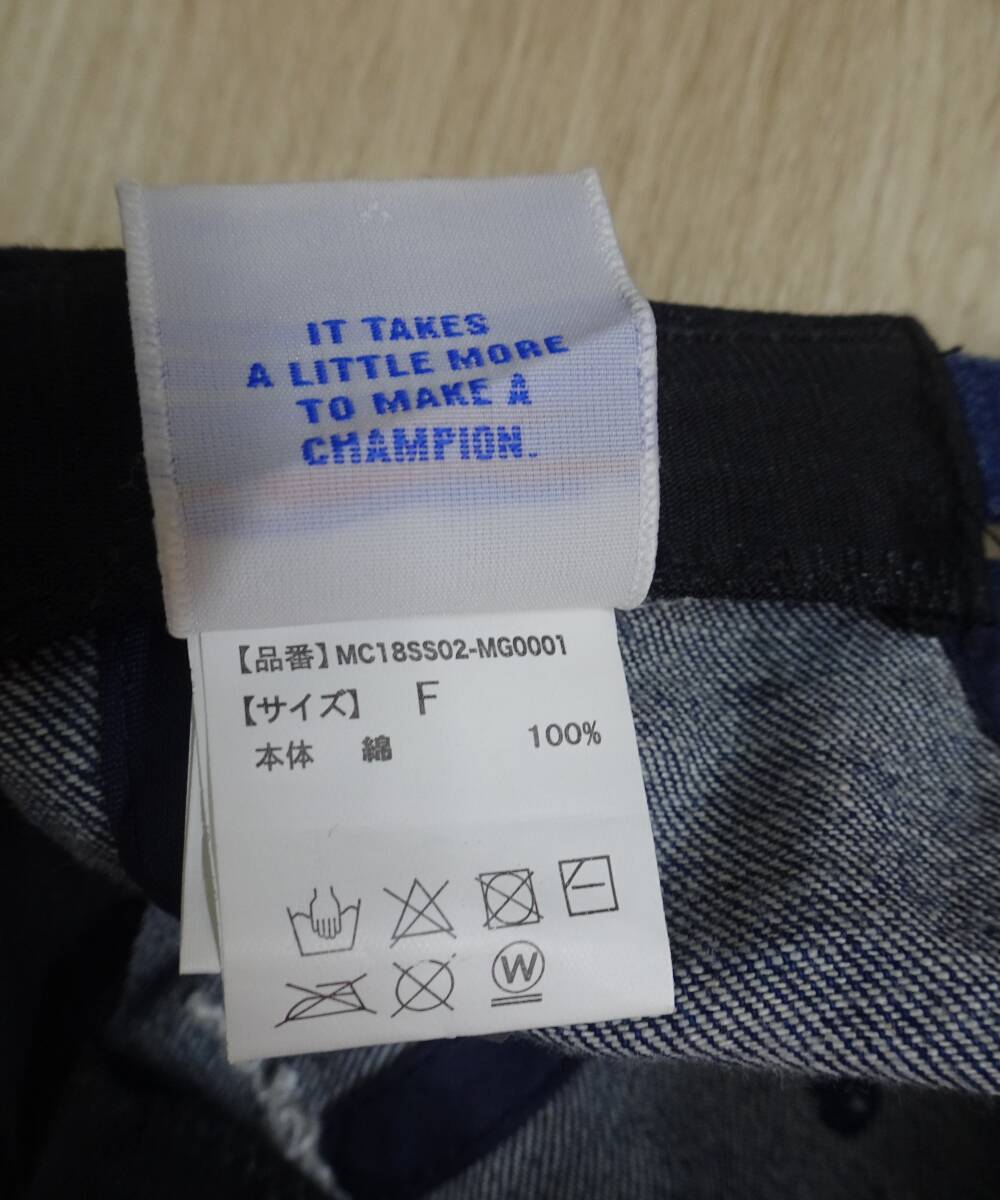 IT TAKES
A LITTLE MORE
TO MAKE A
CHAMPION.
【品番】MC18SS02-MG0001
【サイズ】 F
本体 綿 100%
W